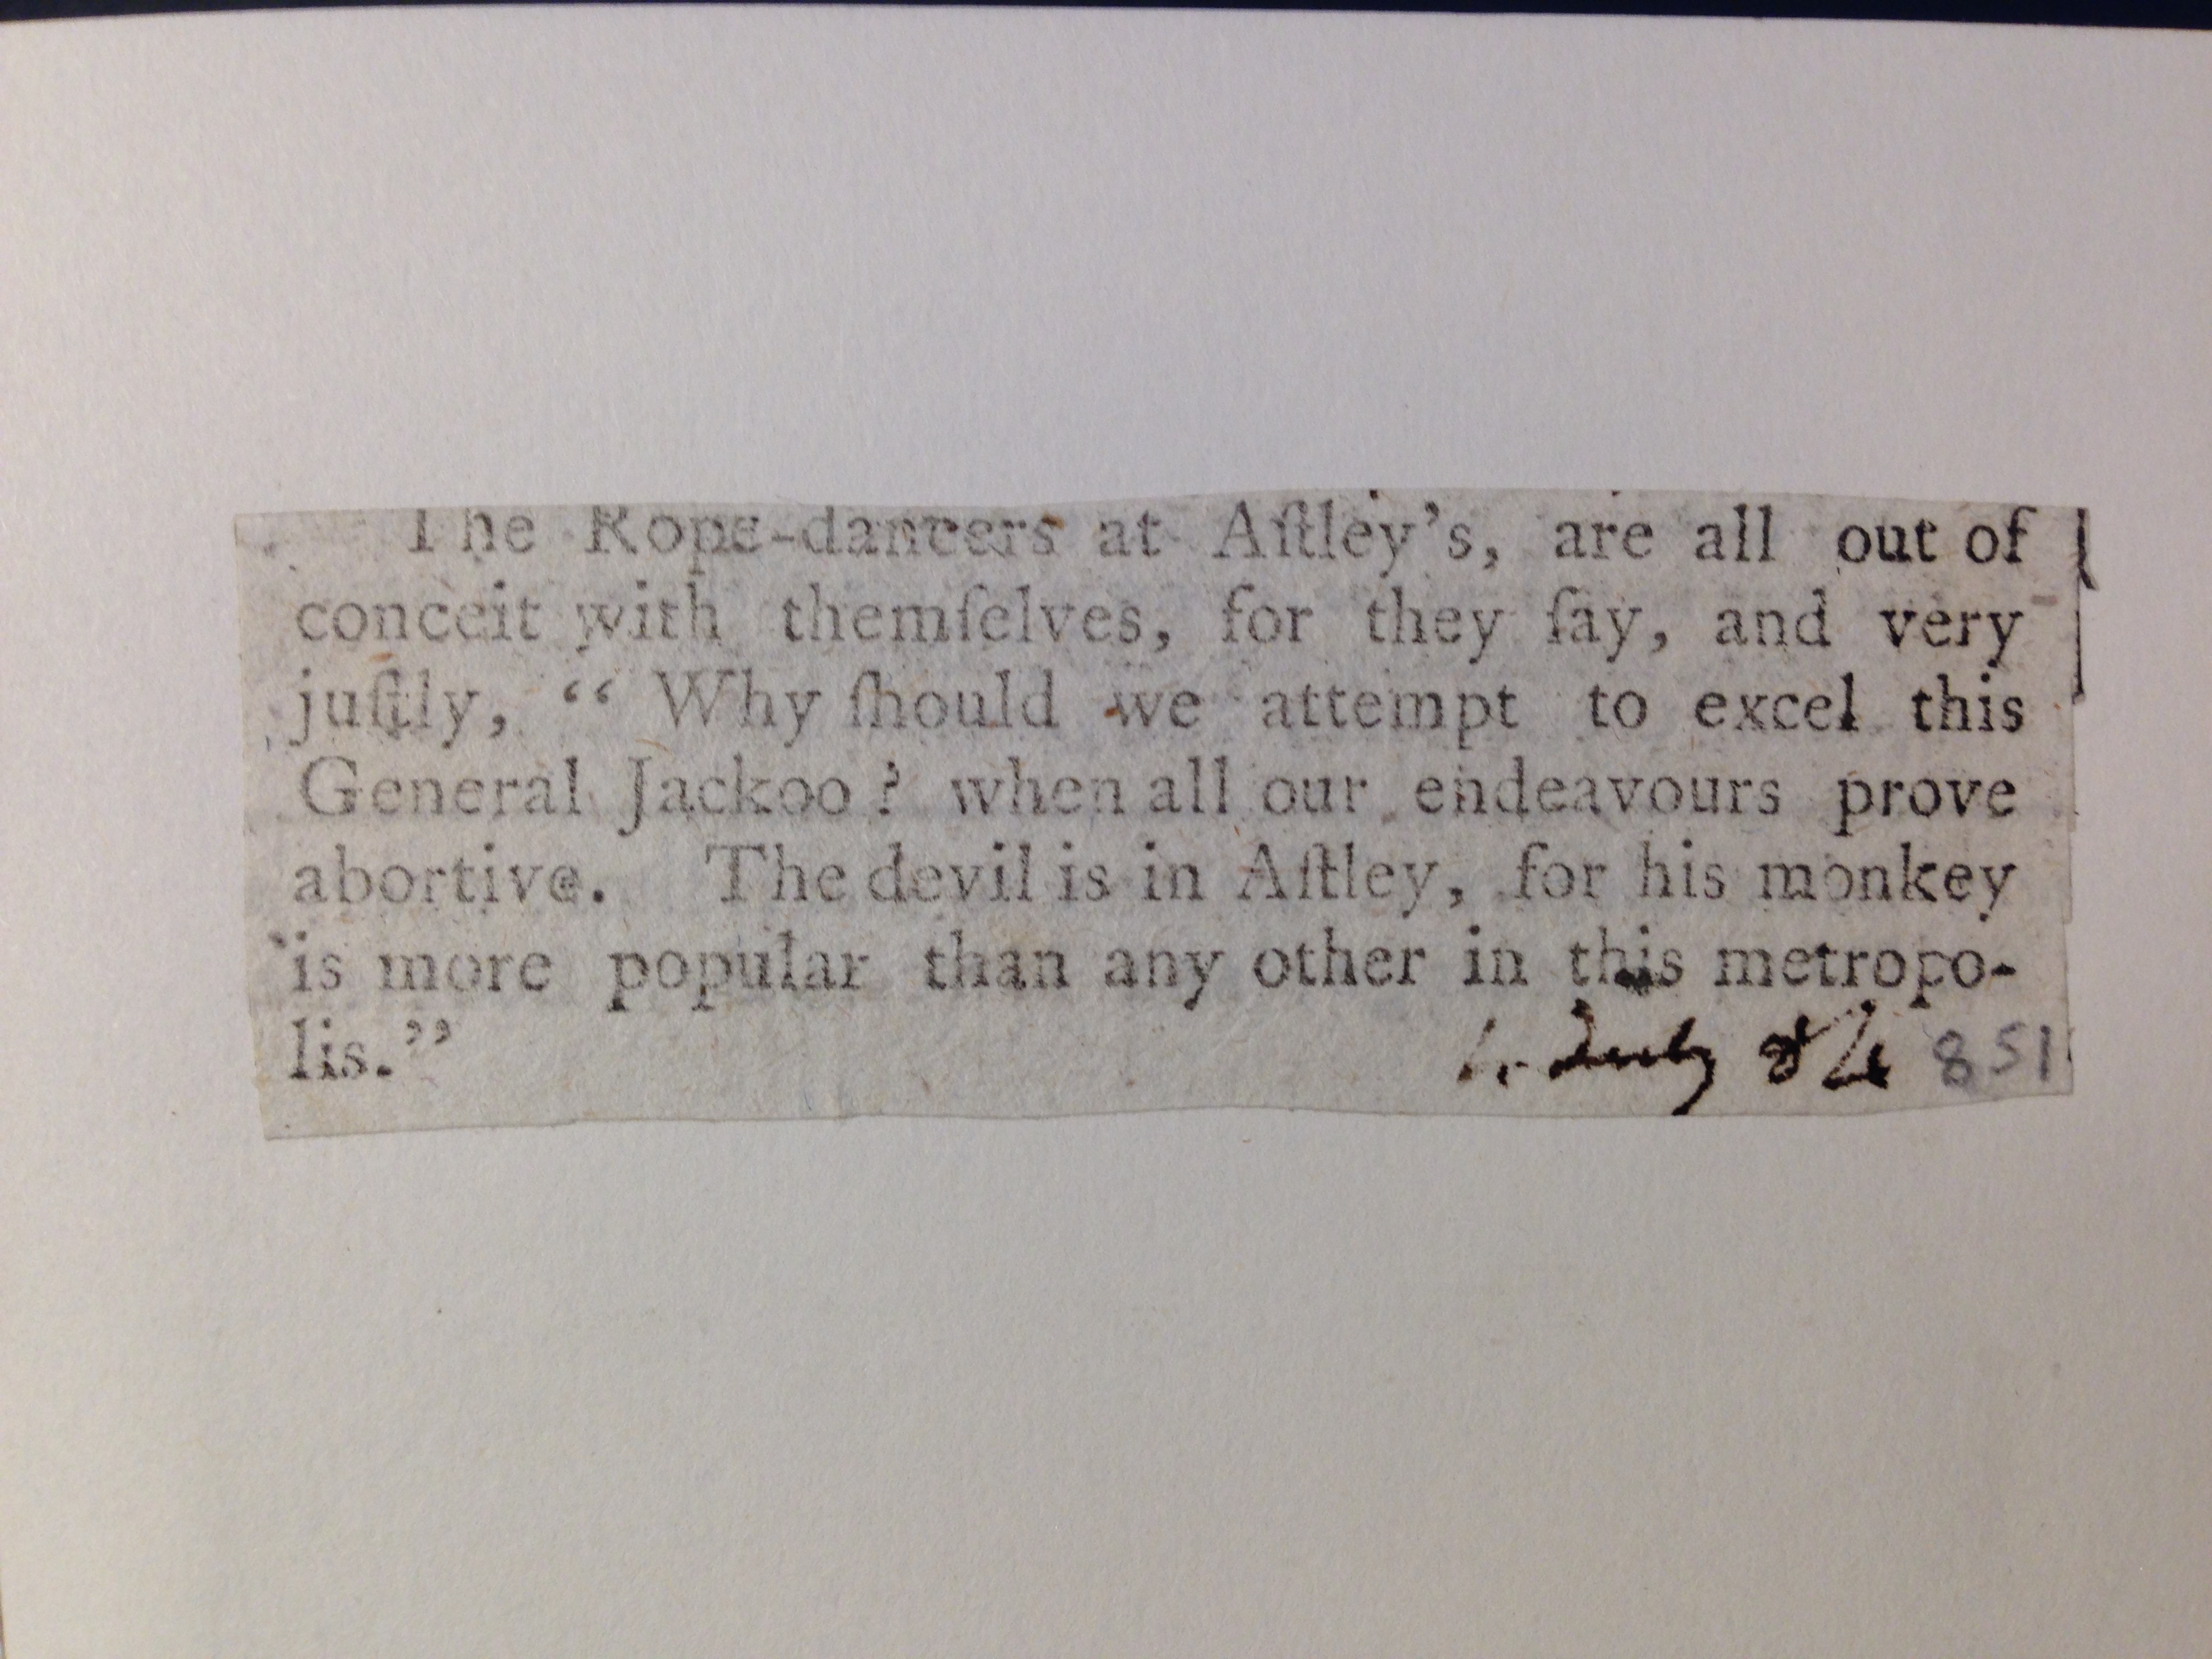 The Rope-dancers at Aſtley's, are all out of
conceit with themſelves, for they ſay, and very
juſtly, “ Why ſhould we attempt to excel this
General Jackoo? when all our endeavours prove
abortive. The devil is in Aſtley, for his monkey
is more popular than any other in this metropo-
lis.”
July 84 851